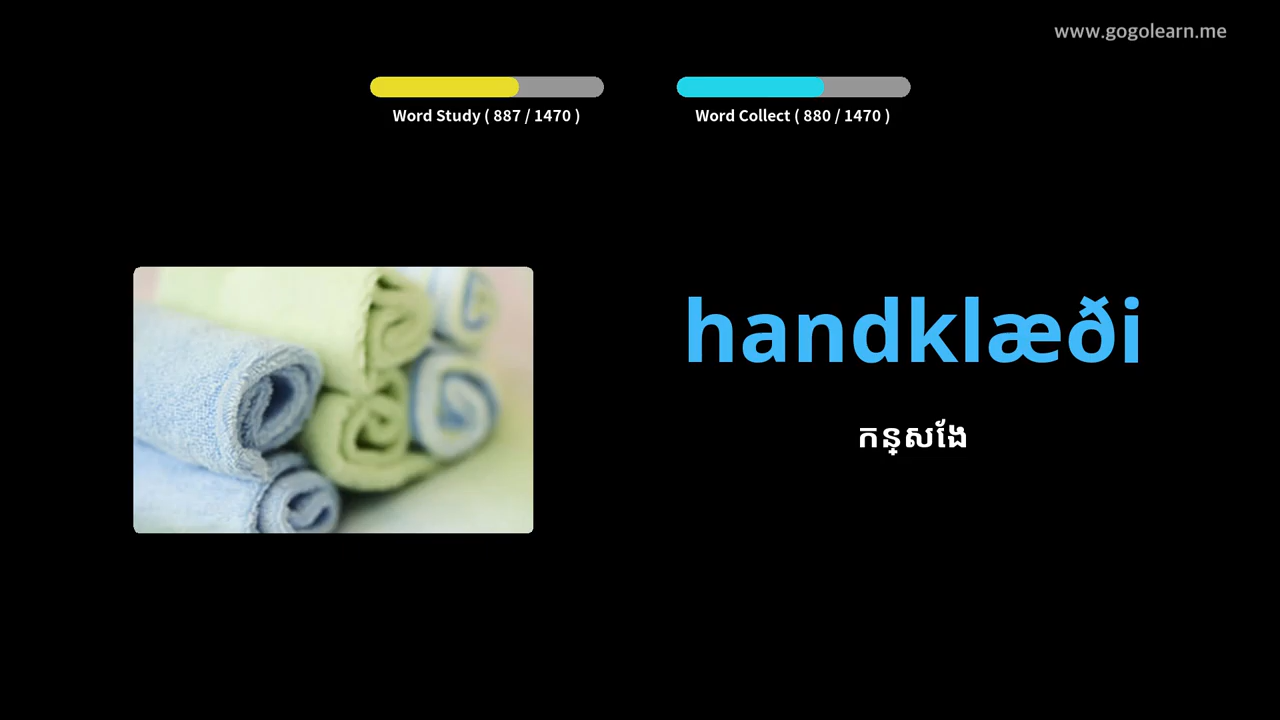 www.gogolearn.me
Word Study ( 887 / 1470 )
Word Collect ( 880 / 1470 )
handklæði
កន្សែង